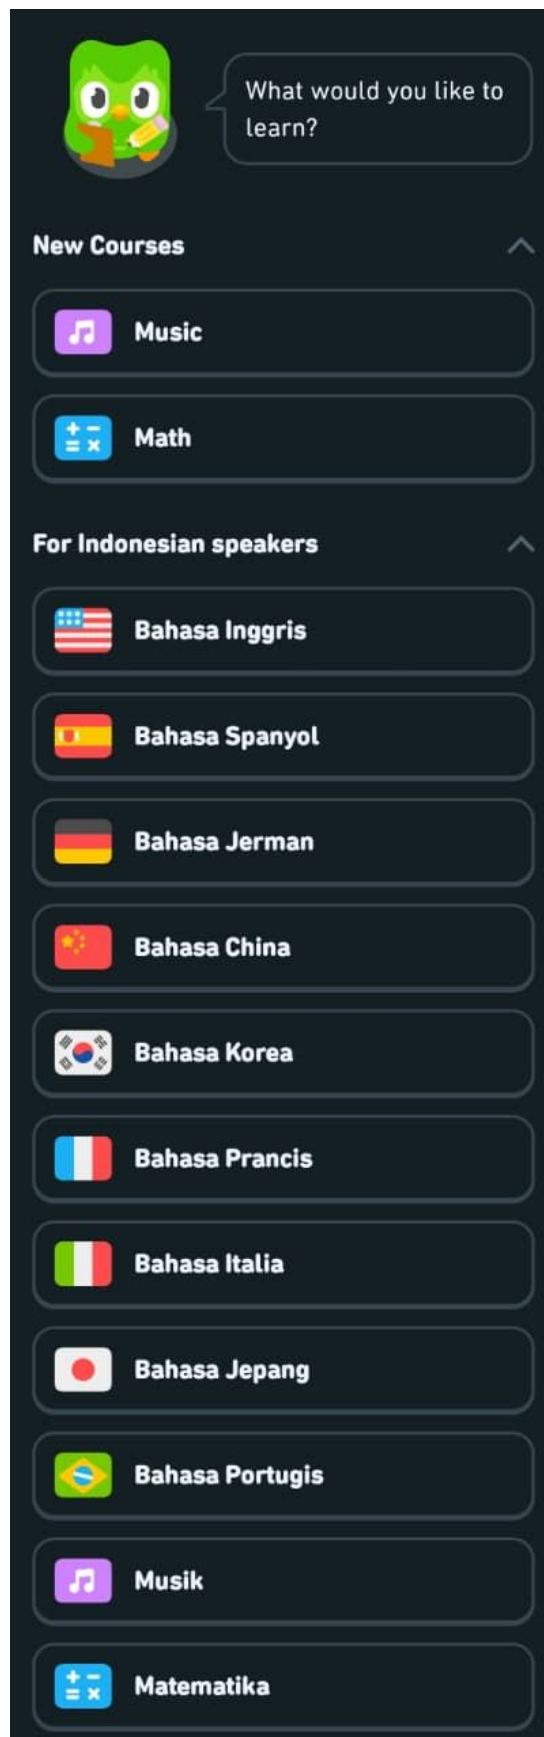 What would you like to
learn?
New Courses
Music
Math
For Indonesian speakers
Bahasa Inggris
Bahasa Spanyol
Bahasa Jerman
Bahasa China
Bahasa Korea
Bahasa Prancis
Bahasa Italia
Bahasa Jepang
Bahasa Portugis
Musik
Matematika